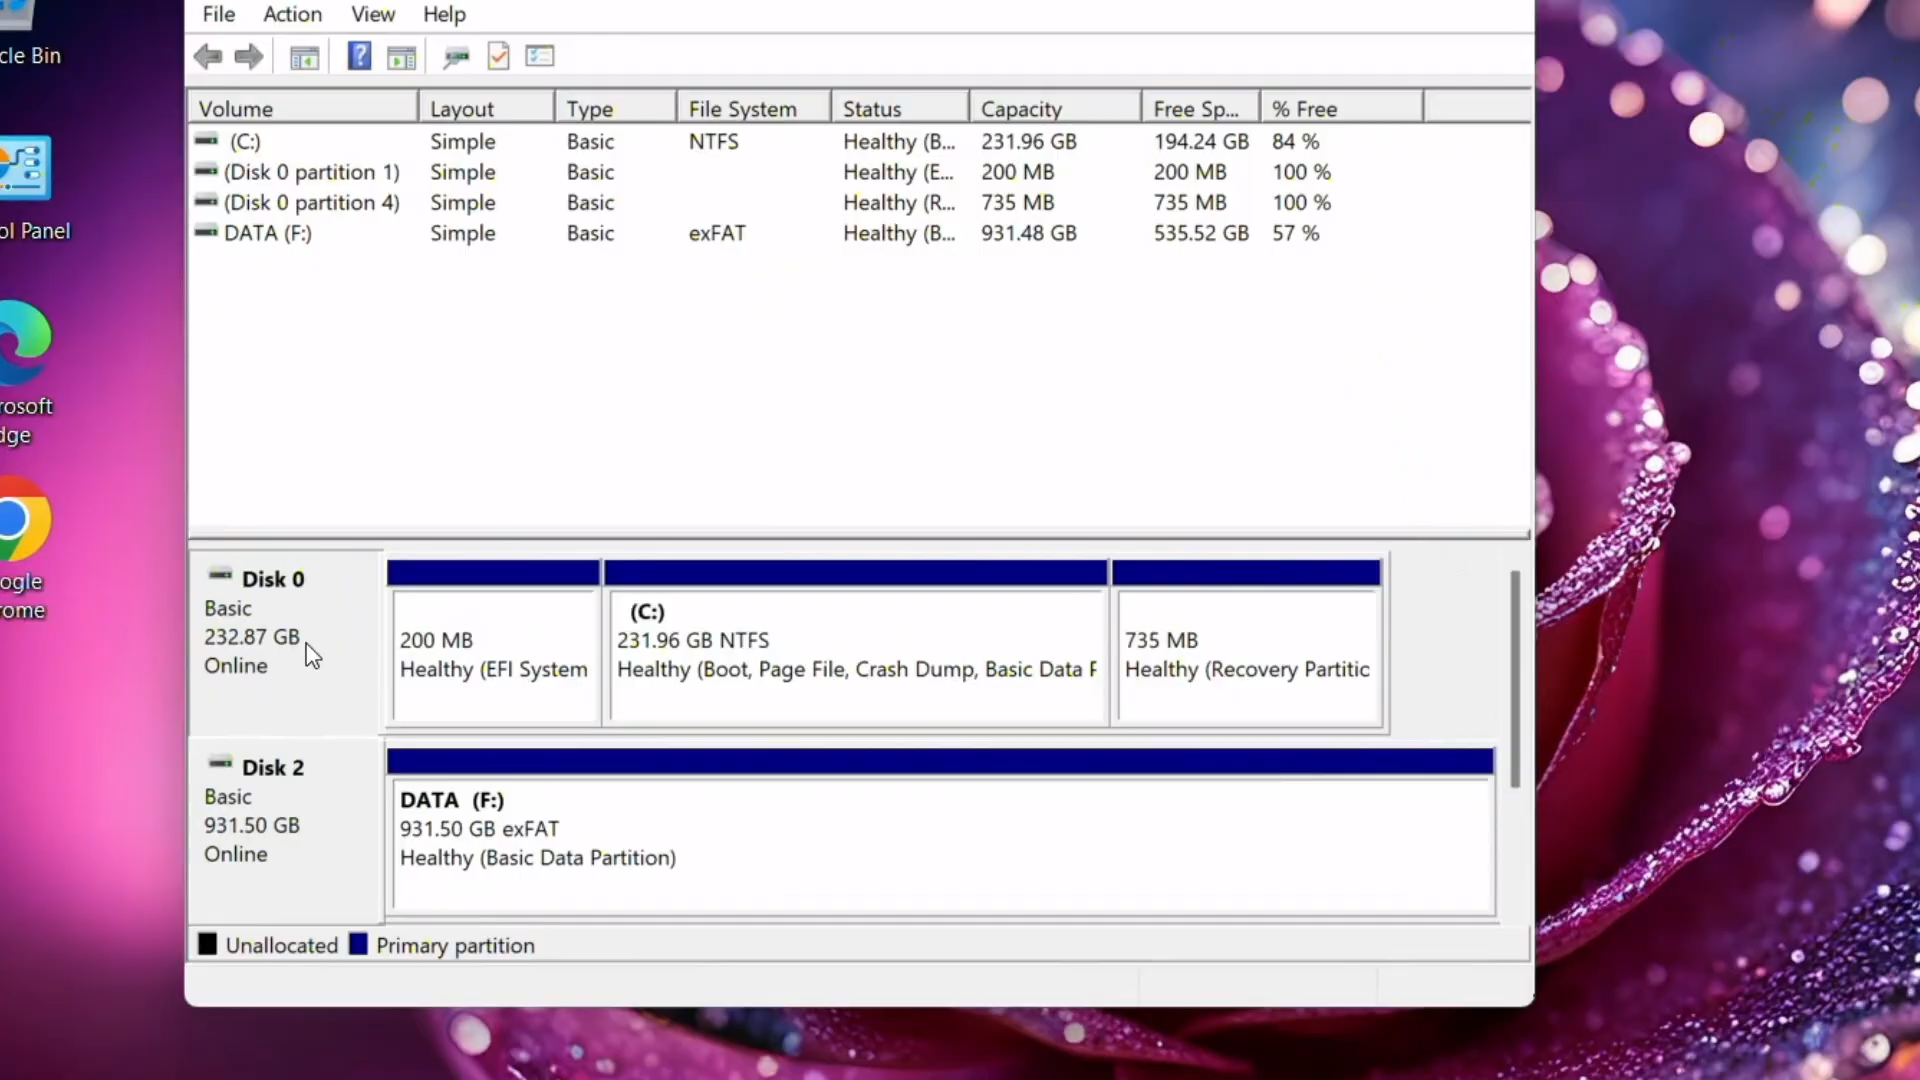 File Action View Help
cle Bin
ol Panel
rosoft
dge
ogle
rome
Volume Layout Type File System Status Capacity Free Sp... % Free
(C:) Simple Basic NTFS Healthy (B... 231.96 GB 194.24 GB 84 %
(Disk 0 partition 1) Simple Basic Healthy (E... 200 MB 200 MB 100 %
(Disk 0 partition 4) Simple Basic Healthy (R... 735 MB 735 MB 100 %
DATA (F:) Simple Basic exFAT Healthy (B... 931.48 GB 535.52 GB 57 %
Disk 0
Basic
232.87 GB
Online
200 MB
Healthy (EFI System
(C:)
231.96 GB NTFS
Healthy (Boot, Page File, Crash Dump, Basic Data P
735 MB
Healthy (Recovery Partitic
Disk 2
Basic
931.50 GB
Online
DATA (F:)
931.50 GB exFAT
Healthy (Basic Data Partition)
Unallocated Primary partition